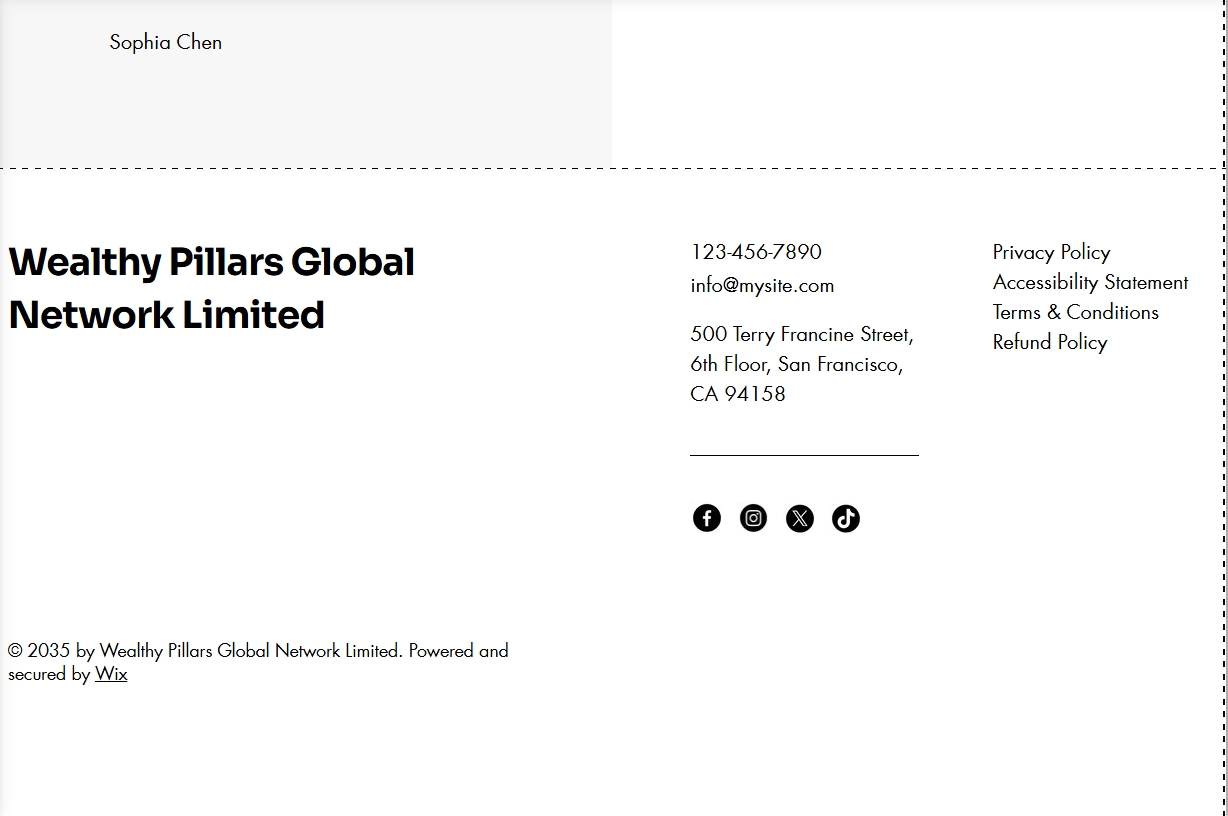 Sophia Chen
Wealthy Pillars Global
Network Limited
123-456-7890
info@mysite.com
500 Terry Francine Street,
6th Floor, San Francisco,
CA 94158
Privacy Policy
Accessibility Statement
Terms & Conditions
Refund Policy
© 2035 by Wealthy Pillars Global Network Limited. Powered and
secured by Wix